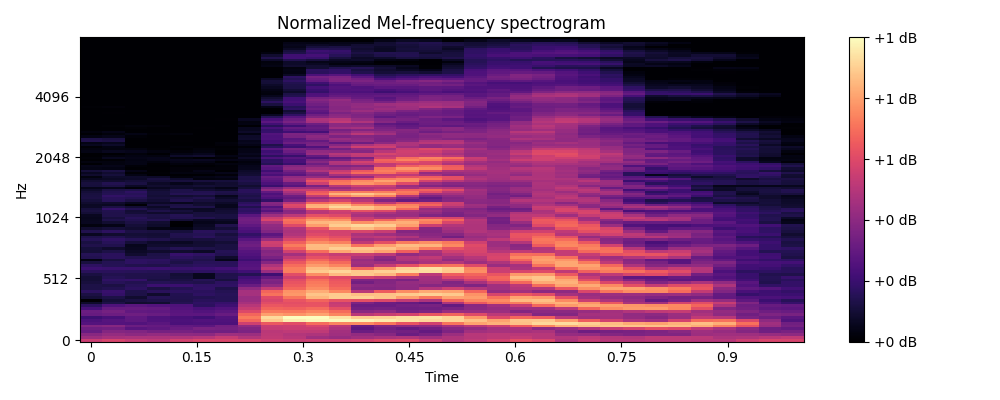 Normalized Mel-frequency spectrogram
Hz
4096
2048
1024
512
0
0 0.15 0.3 0.45 0.6 0.75 0.9
Time
+1 dB
+1 dB
+1 dB
+0 dB
+0 dB
+0 dB